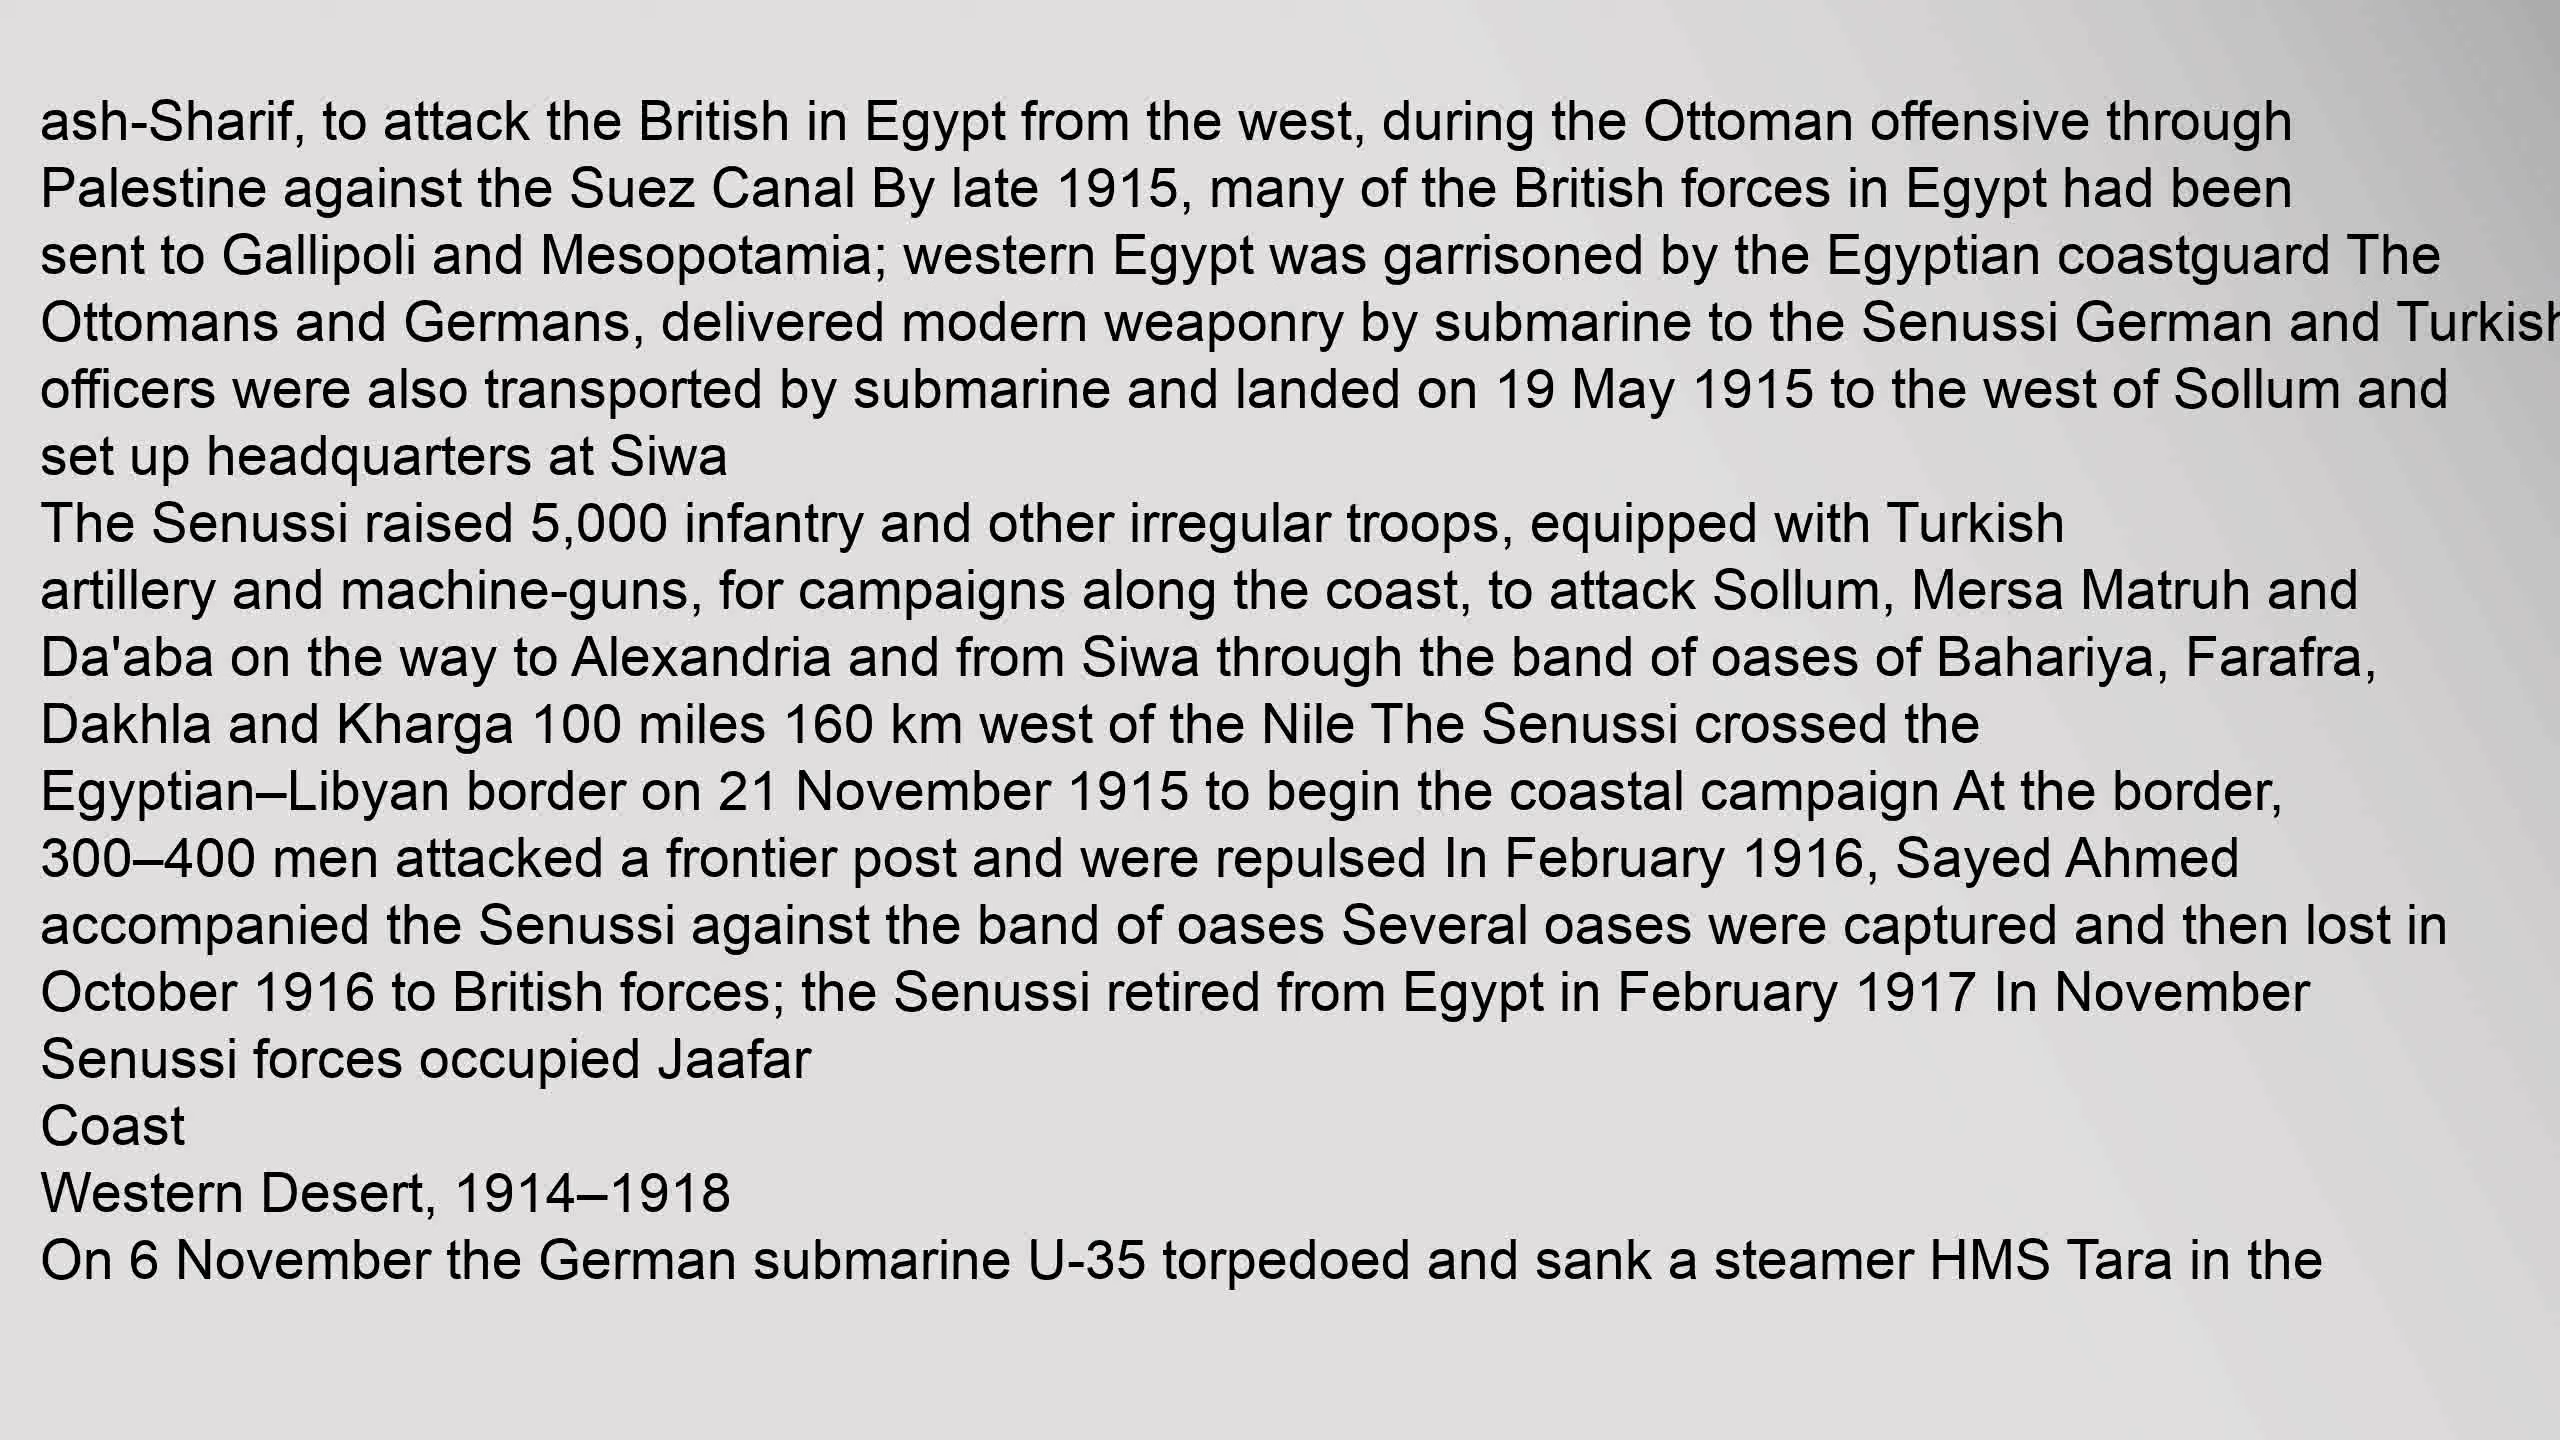 ash-Sharif, to attack the British in Egypt from the west, during the Ottoman offensive through
Palestine against the Suez Canal By late 1915, many of the British forces in Egypt had been
sent to Gallipoli and Mesopotamia; western Egypt was garrisoned by the Egyptian coastguard The
Ottomans and Germans, delivered modern weaponry by submarine to the Senussi German and Turkish
officers were also transported by submarine and landed on 19 May 1915 to the west of Sollum and
set up headquarters at Siwa
The Senussi raised 5,000 infantry and other irregular troops, equipped with Turkish
artillery and machine-guns, for campaigns along the coast, to attack Sollum, Mersa Matruh and
Da'aba on the way to Alexandria and from Siwa through the band of oases of Bahariya, Farafra,
Dakhla and Kharga 100 miles 160 km west of the Nile The Senussi crossed the
Egyptian–Libyan border on 21 November 1915 to begin the coastal campaign At the border,
300–400 men attacked a frontier post and were repulsed In February 1916, Sayed Ahmed
accompanied the Senussi against the band of oases Several oases were captured and then lost in
October 1916 to British forces; the Senussi retired from Egypt in February 1917 In November
Senussi forces occupied Jaafar
Coast
Western Desert, 1914–1918
On 6 November the German submarine U-35 torpedoed and sank a steamer HMS Tara in the